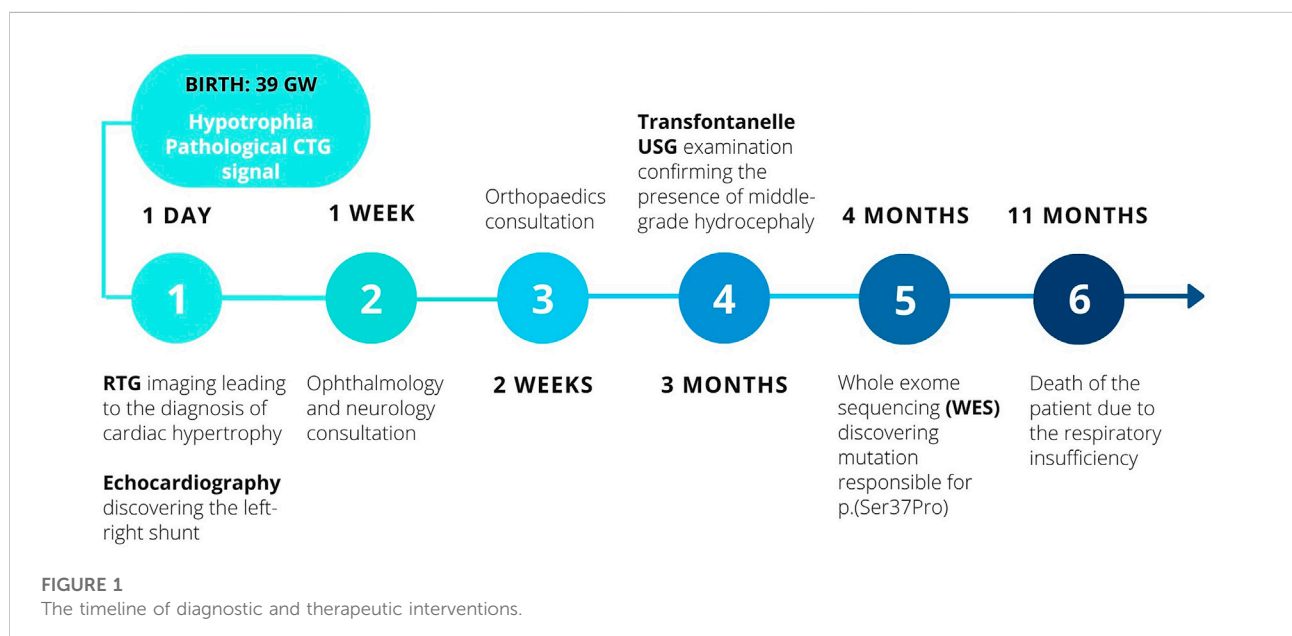 BIRTH: 39 GW
Hypotrophia
Pathological CTG
signal
1 DAY
1
RTG imaging leading
to the diagnosis of
cardiac hypertrophy
Echocardiography
discovering the left-
right shunt
1 WEEK
2
Ophthalmology
and neurology
consultation
Orthopaedics
consultation
3
2 WEEKS
Transfontanelle
USG examination
confirming the
presence of middle-
grade hydrocephaly
4
3 MONTHS
4 MONTHS
5
Whole exome
sequencing (WES)
discovering
mutation
responsible for
p.(Ser37Pro)
11 MONTHS
6
Death of the
patient due to
the respiratory
insufficiency
FIGURE 1
The timeline of diagnostic and therapeutic interventions.